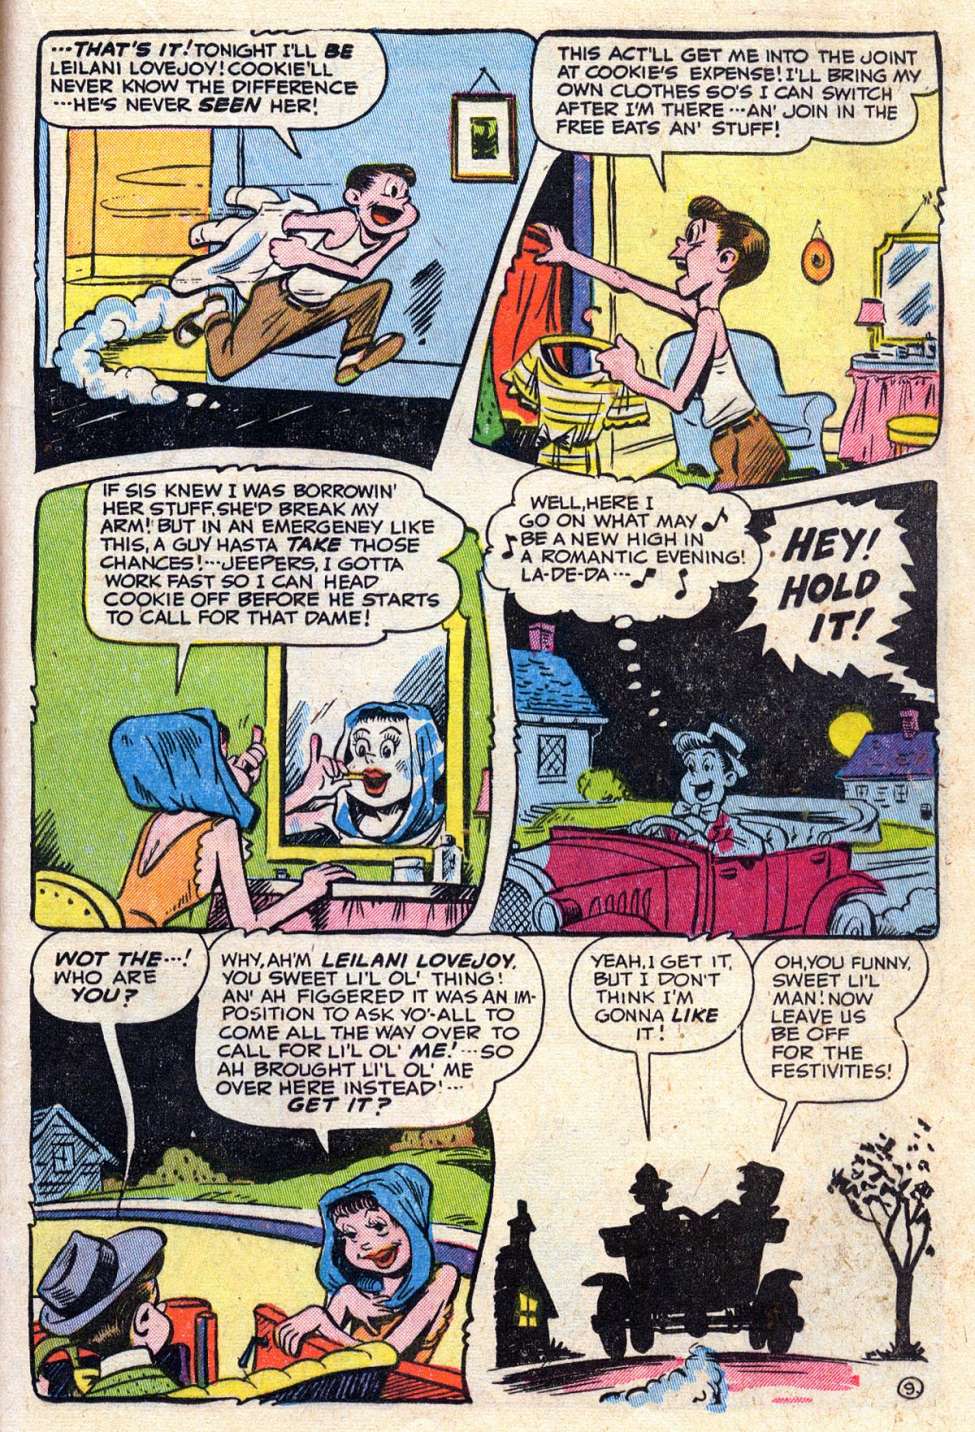 ...THAT'S IT! TONIGHT I'LL BE
LEILANI LOVEJOY! COOKIE'LL
NEVER KNOW THE DIFFERENCE
...HE'S NEVER SEEN HER!
THIS ACT'LL GET ME INTO THE JOINT
AT COOKIE'S EXPENSE! I'LL BRING MY
OWN CLOTHES SO'S I CAN SWITCH
AFTER I'M THERE...AN' JOIN IN THE
FREE EATS AN' STUFF!
IF SIS KNEW I WAS BORROWIN'
HER STUFF, SHE'D BREAK MY
ARM! BUT IN AN EMERGENEY LIKE
THIS, A GUY HASTA TAKE THOSE
CHANCES!...JEEPERS, I GOTTA
WORK FAST SO I CAN HEAD
COOKIE OFF BEFORE HE STARTS
TO CALL FOR THAT DAME!
WELL, HERE I
GO ON WHAT MAY
BE A NEW HIGH IN
A ROMANTIC EVENING!
LA-DE-DA...
HEY!
HOLD
IT!
WOT THE...!
WHO ARE
YOU?
WHY, AH'M LEILANI LOVEJOY,
YOU SWEET LI'L OL' THING!
AN' AH FIGGERED IT WAS AN IM-
POSITION TO ASK YO'-ALL TO
COME ALL THE WAY OVER TO
CALL FOR LI'L OL' ME!...SO
AH BROUGHT LI'L OL' ME
OVER HERE INSTEAD!...
GET IT?
YEAH, I GET IT,
BUT I DON'T
THINK I'M
GONNA LIKE
IT!
OH, YOU FUNNY,
SWEET LI'L
MAN! NOW
LEAVE US
BE OFF
FOR THE
FESTIVITIES!
9